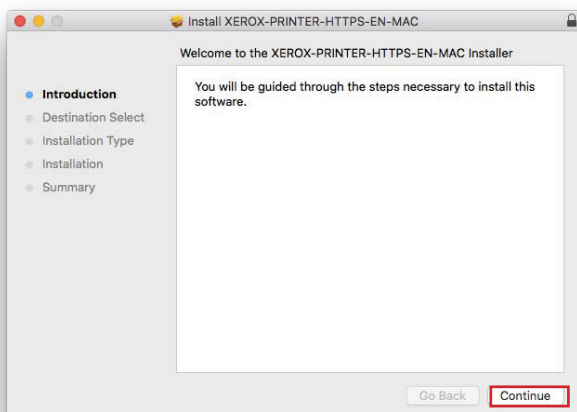 Install XEROX-PRINTER-HTTPS-EN-MAC
Welcome to the XEROX-PRINTER-HTTPS-EN-MAC Installer
Introduction
Destination Select
Installation Type
Installation
Summary
You will be guided through the steps necessary to install this
software.
Go Back
Continue